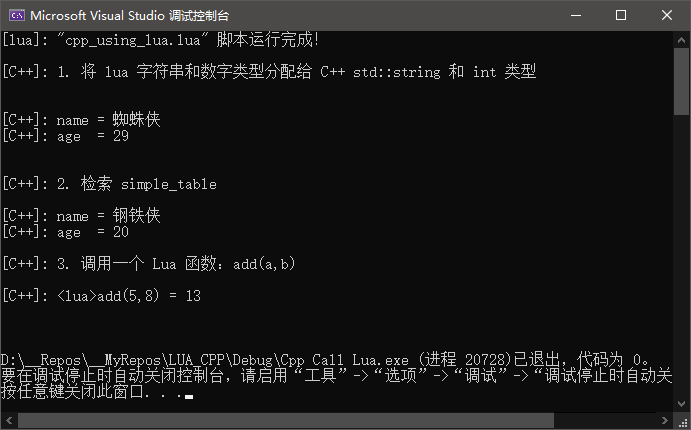 Microsoft Visual Studio 调试控制台
[lua]: "cpp_using_lua.lua" 脚本运行完成!
[C++]: 1. 将 lua 字符串和数字类型分配给 C++ std::string 和 int 类型
[C++]: name = 蜘蛛侠
[C++]: age  = 29
[C++]: 2. 检索 simple_table
[C++]: name = 钢铁侠
[C++]: age  = 20
[C++]: 3. 调用一个 Lua 函数：add(a,b)
[C++]: <lua>add(5,8) = 13
D:\__Repos\__MyRepos\LUA_CPP\Debug\Cpp Call Lua.exe (进程 20728)已退出，代码为 0。
要在调试停止时自动关闭控制台，请启用“工具”->“选项”->“调试”->“调试停止时自动关
按任意键关闭此窗口. . .